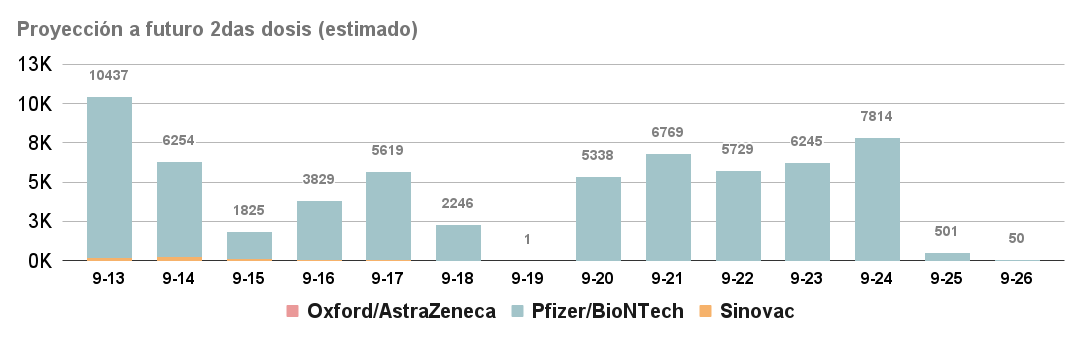 Proyección a futuro 2das dosis (estimado)
13K
10K
8K
5K
3K
0K
10437
6254
1825
3829
5619
2246
1
5338
6769
5729
6245
7814
501
50
9-13 9-14 9-15 9-16 9-17 9-18 9-19 9-20 9-21 9-22 9-23 9-24 9-25 9-26
Oxford/AstraZeneca Pfizer/BioNTech Sinovac